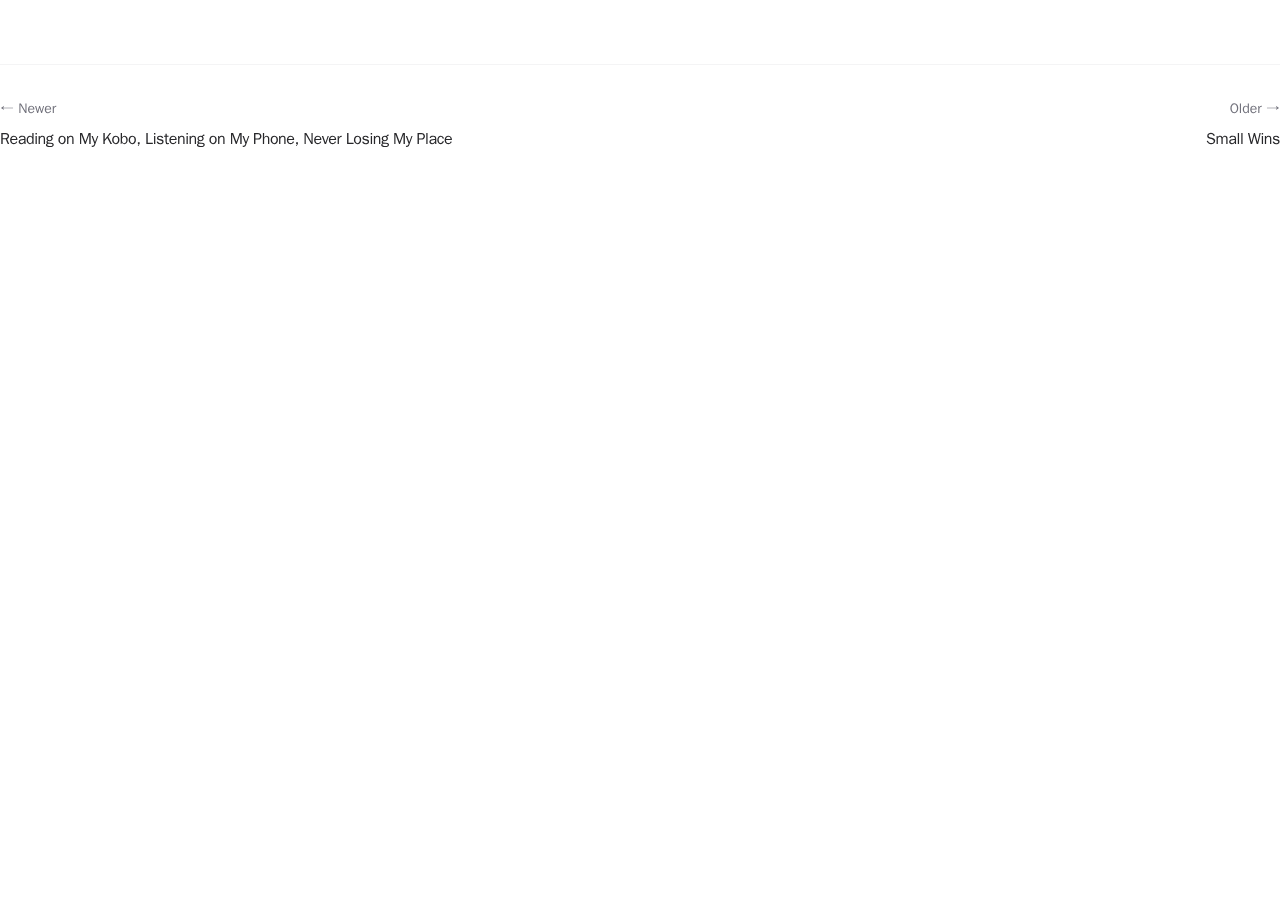 ← Newer
Reading on My Kobo, Listening on My Phone, Never Losing My Place
Older →
Small Wins